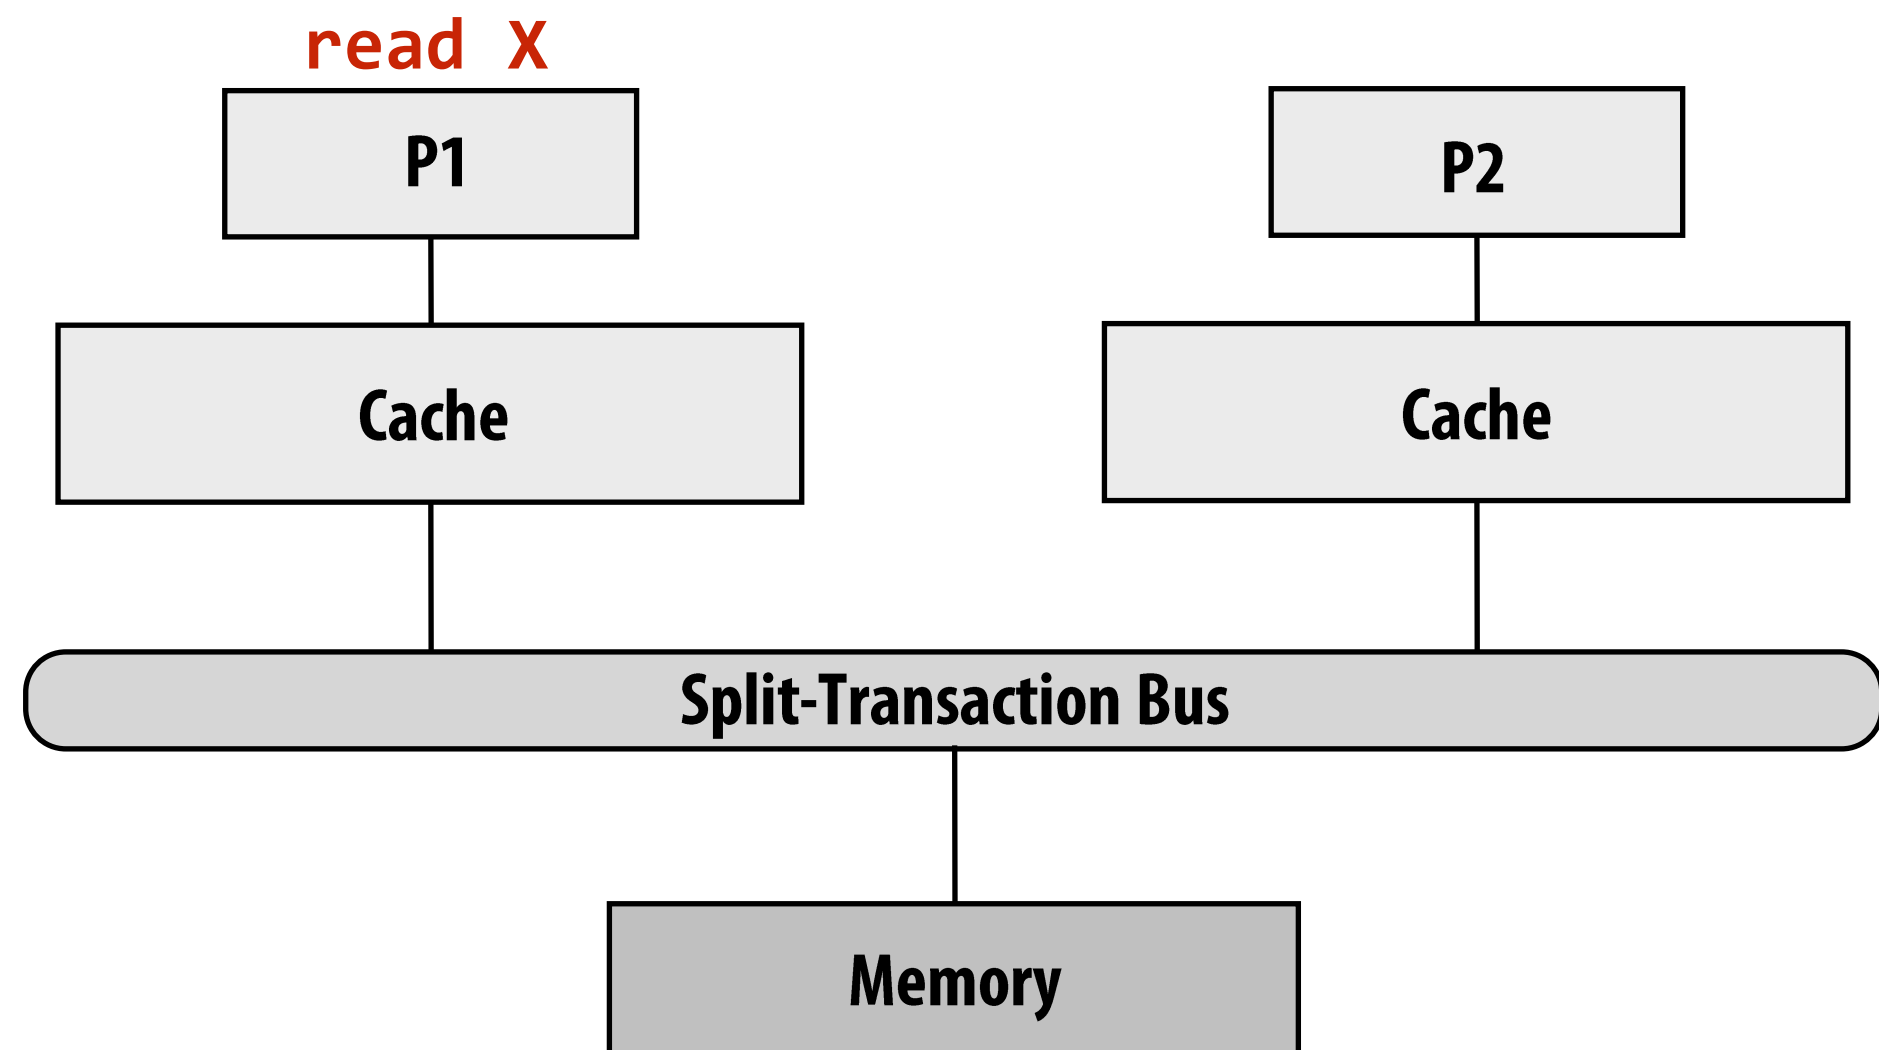 read X
P1
P2
Cache
Cache
Split-Transaction Bus
Memory